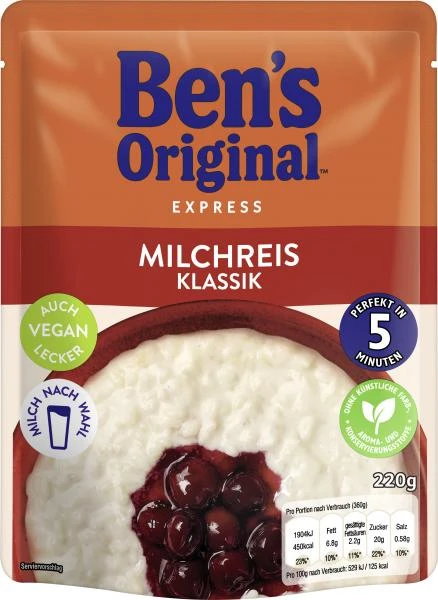 Ben's
Original™
EXPRESS
MILCHREIS
KLASSIK
AUCH
VEGAN
LECKER
PERFEKT IN
5
MINUTEN
MILCH NACH WAHL
OHNE KÜNSTLICHE FARB-,
AROMA- UND
KONSERVIERUNGSSTOFFE
220g
Pro Portion nach Verbrauch (360g)
1904kJ
450kcal
23%*
Fett
6.8g
10%*
gesättigte
Fettsäuren
2.2g
11%*
Zucker
20g
22%*
Salz
0.58g
10%*
Pro 100g nach Verbrauch: 529 kJ / 125 kcal
Serviervorschlag